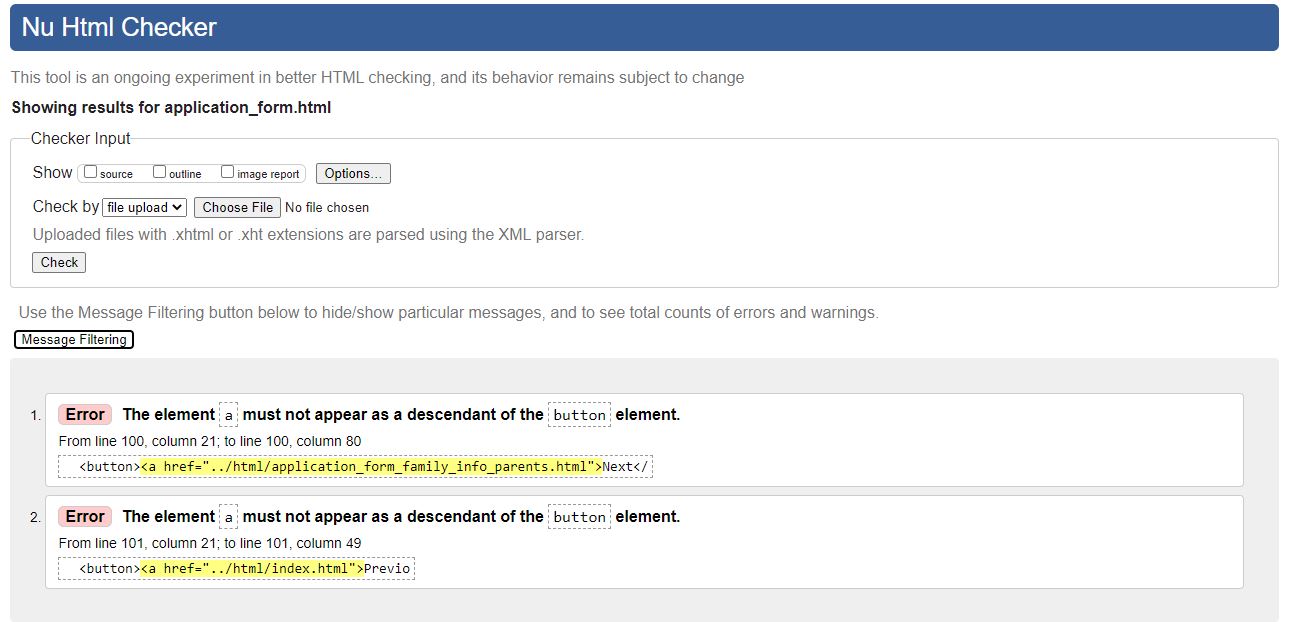 Nu Html Checker
This tool is an ongoing experiment in better HTML checking, and its behavior remains subject to change
Showing results for application_form.html
Checker Input
Show source outline image report Options...
Check by file upload Choose File No file chosen
Uploaded files with .xhtml or .xht extensions are parsed using the XML parser.
Check
Use the Message Filtering button below to hide/show particular messages, and to see total counts of errors and warnings.
Message Filtering
1. Error The element a must not appear as a descendant of the button element.
From line 100, column 21; to line 100, column 80
<button><a href="../html/application_form_family_info_parents.html">Next</
2. Error The element a must not appear as a descendant of the button element.
From line 101, column 21; to line 101, column 49
<button><a href="../html/index.html">Previo